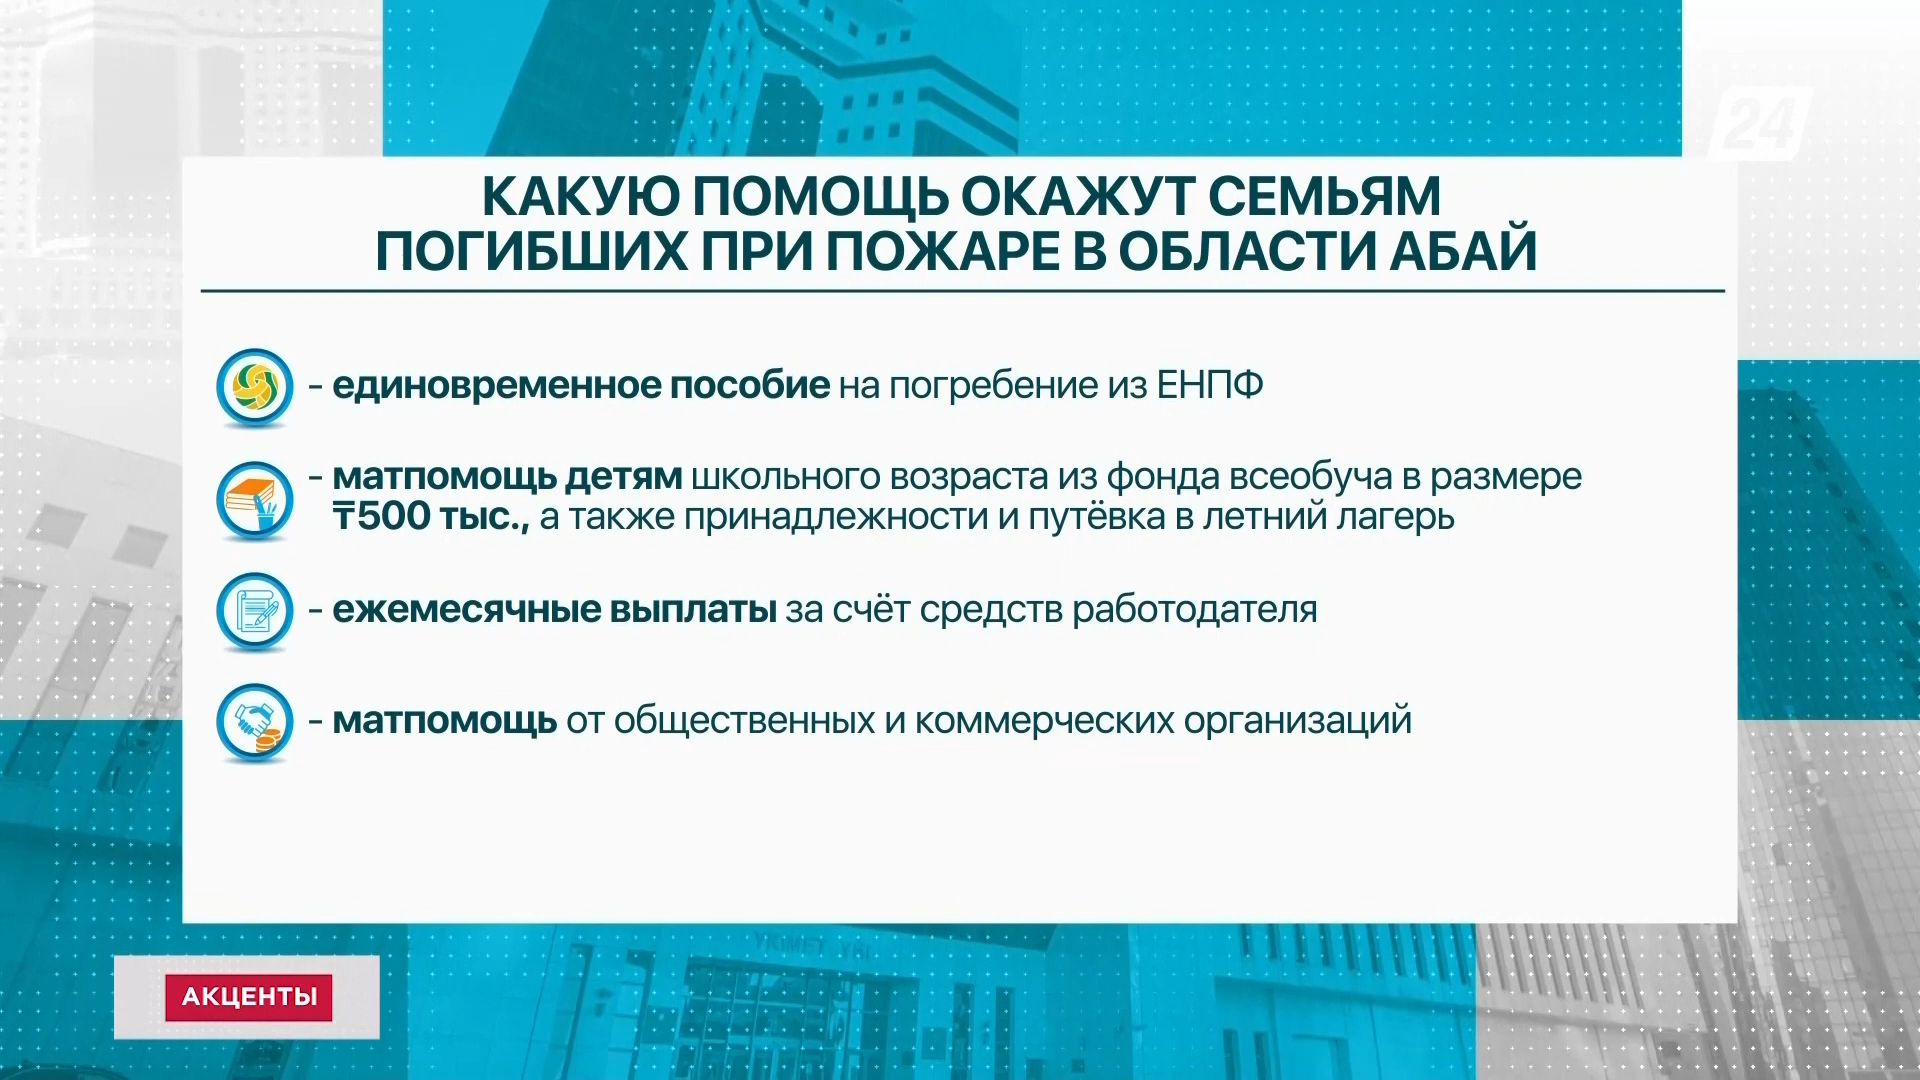 24
КАКУЮ ПОМОЩЬ ОКАЖУТ СЕМЬЯМ
ПОГИБШИХ ПРИ ПОЖАРЕ В ОБЛАСТИ АБАЙ
- единовременное пособие на погребение из ЕНПФ
- матпомощь детям школьного возраста из фонда всеобуча в размере
₸500 тыс., а также принадлежности и путёвка в летний лагерь
- ежемесячные выплаты за счёт средств работодателя
- матпомощь от общественных и коммерческих организаций
ҮКІМЕТ ҮЙІ
АКЦЕНТЫ